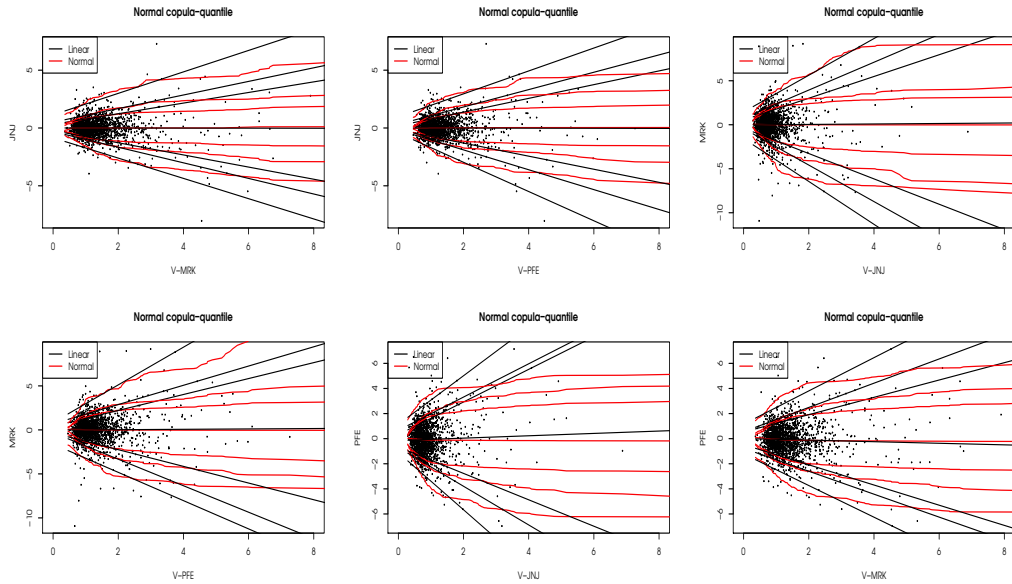 Normal copula-quantile
Linear
Normal
JNJ
5
0
−5
0 2 4 6 8
V−MRK
Normal copula-quantile
Linear
Normal
JNJ
5
0
−5
0 2 4 6 8
V−PFE
Normal copula-quantile
Linear
Normal
MRK
5
0
−5
−10
0 2 4 6 8
V−JNJ
Normal copula-quantile
Linear
Normal
MRK
5
0
−5
−10
0 2 4 6 8
V−PFE
Normal copula-quantile
Linear
Normal
PFE
6
4
2
0
−2
−4
−6
0 2 4 6 8
V−JNJ
Normal copula-quantile
Linear
Normal
PFE
6
4
2
0
−2
−4
−6
0 2 4 6 8
V−MRK